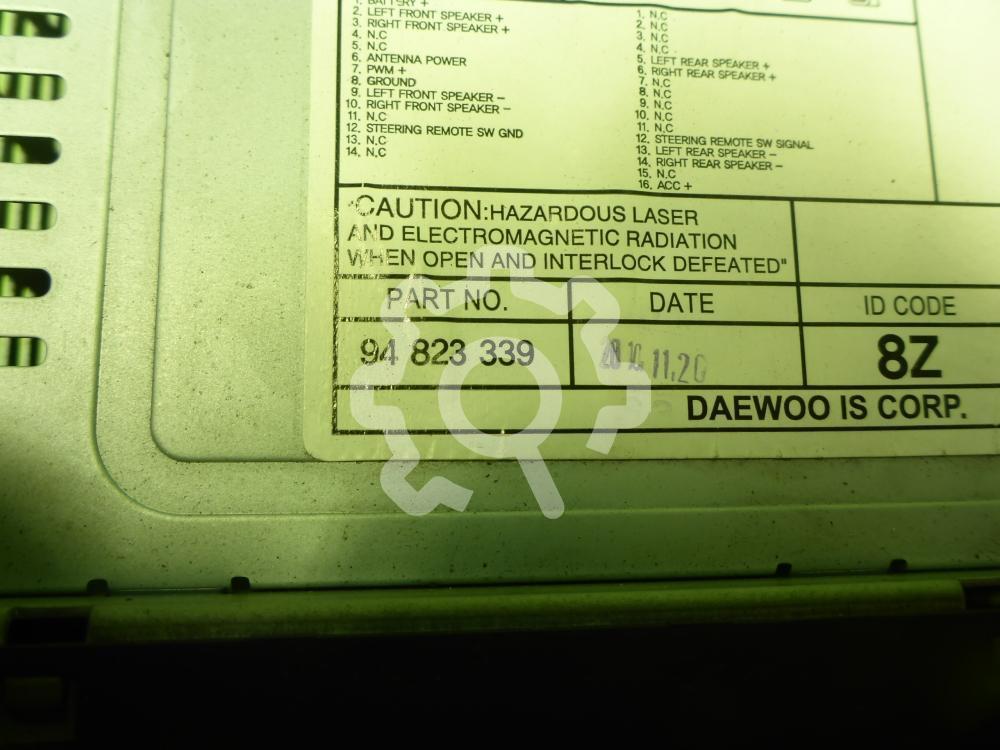 1. BATTERY +
2. LEFT FRONT SPEAKER +
3. RIGHT FRONT SPEAKER +
4. N.C
5. N.C
6. ANTENNA POWER
7. PWM +
8. GROUND
9. LEFT FRONT SPEAKER –
10. RIGHT FRONT SPEAKER –
11. N.C
12. STEERING REMOTE SW GND
13. N.C
14. N.C
1. N.C
2. N.C
3. N.C
4. N.C
5. LEFT REAR SPEAKER +
6. RIGHT REAR SPEAKER +
7. N.C
8. N.C
9. N.C
10. N.C
11. N.C
12. STEERING REMOTE SW SIGNAL
13. LEFT REAR SPEAKER –
14. RIGHT REAR SPEAKER –
15. N.C
16. ACC +
"CAUTION:HAZARDOUS LASER
AND ELECTROMAGNETIC RADIATION
WHEN OPEN AND INTERLOCK DEFEATED"
PART NO. DATE ID CODE
94 823 339 11.20 8Z
DAEWOO IS CORP.